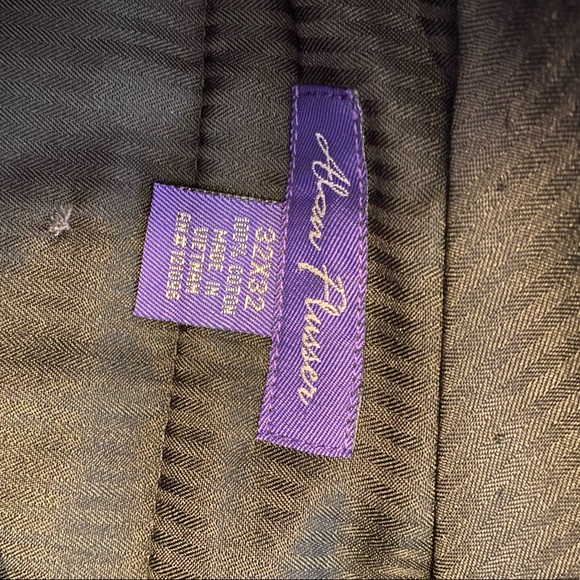 Alan Flusser
32X32
100% COTTON
MADE IN
VIETNAM